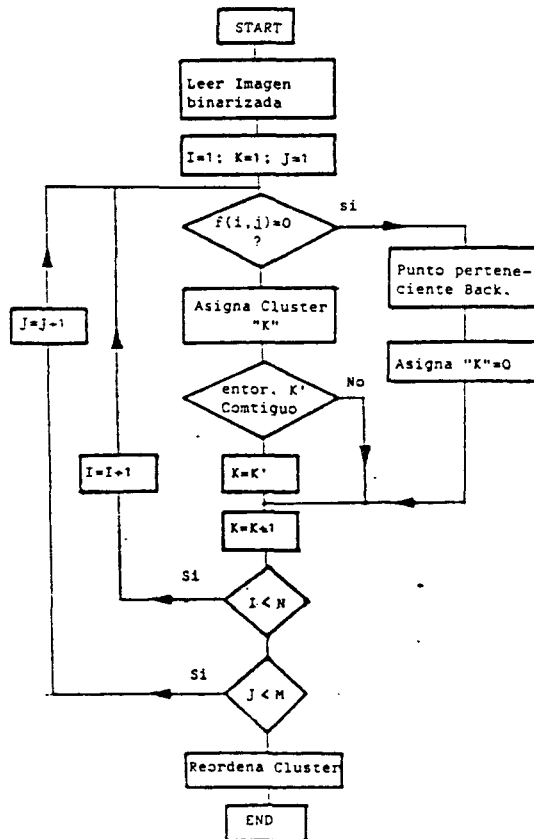 START
Leer Imagen
binarizada
I=1; K=1; J=1
f(i,j)=0
?
si
Punto pertene-
ciente Back.
Asigna "K"=0
Asigna Cluster
"K"
entor. K'
Comtiguo
No
K=K'
K=K+1
I < N
Si
I=I+1
J < M
Si
J=j+1
Reordena Cluster
END